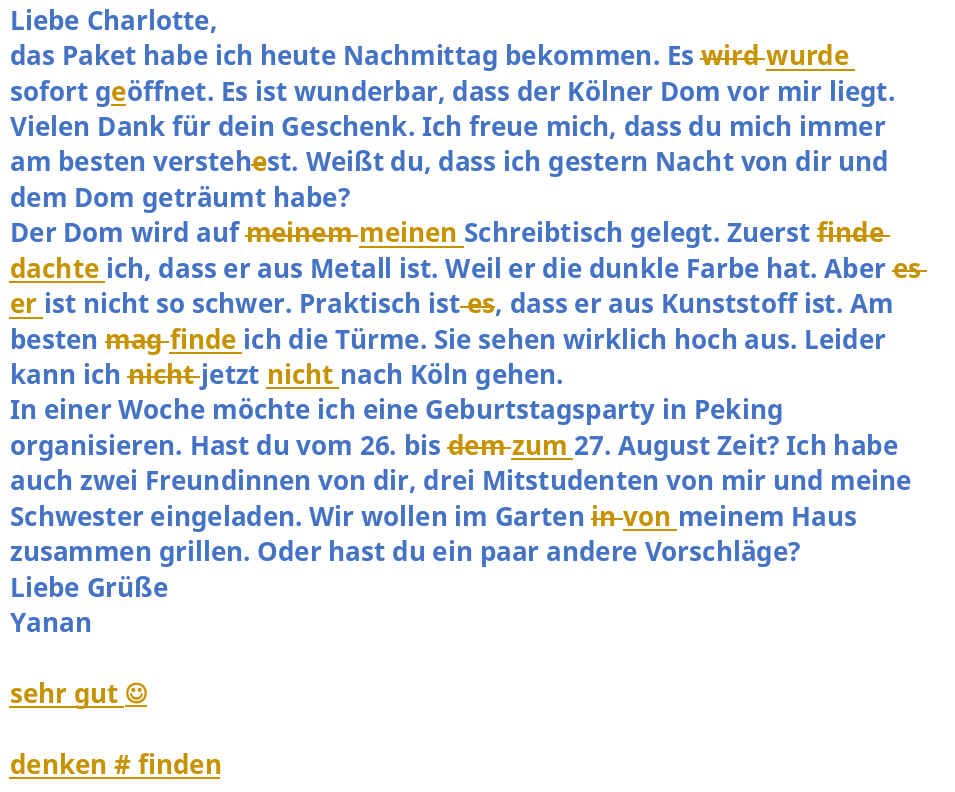 Liebe Charlotte,
das Paket habe ich heute Nachmittag bekommen. Es wird wurde
sofort geöffnet. Es ist wunderbar, dass der Kölner Dom vor mir liegt.
Vielen Dank für dein Geschenk. Ich freue mich, dass du mich immer
am besten verstehest. Weißt du, dass ich gestern Nacht von dir und
dem Dom geträumt habe?
Der Dom wird auf meinem meinen Schreibtisch gelegt. Zuerst finde
dachte ich, dass er aus Metall ist. Weil er die dunkle Farbe hat. Aber es
er ist nicht so schwer. Praktisch ist es, dass er aus Kunststoff ist. Am
besten mag finde ich die Türme. Sie sehen wirklich hoch aus. Leider
kann ich nicht jetzt nicht nach Köln gehen.
In einer Woche möchte ich eine Geburtstagsparty in Peking
organisieren. Hast du vom 26. bis dem zum 27. August Zeit? Ich habe
auch zwei Freundinnen von dir, drei Mitstudenten von mir und meine
Schwester eingeladen. Wir wollen im Garten in von meinem Haus
zusammen grillen. Oder hast du ein paar andere Vorschläge?
Liebe Grüße
Yanan
sehr gut ☺
denken # finden